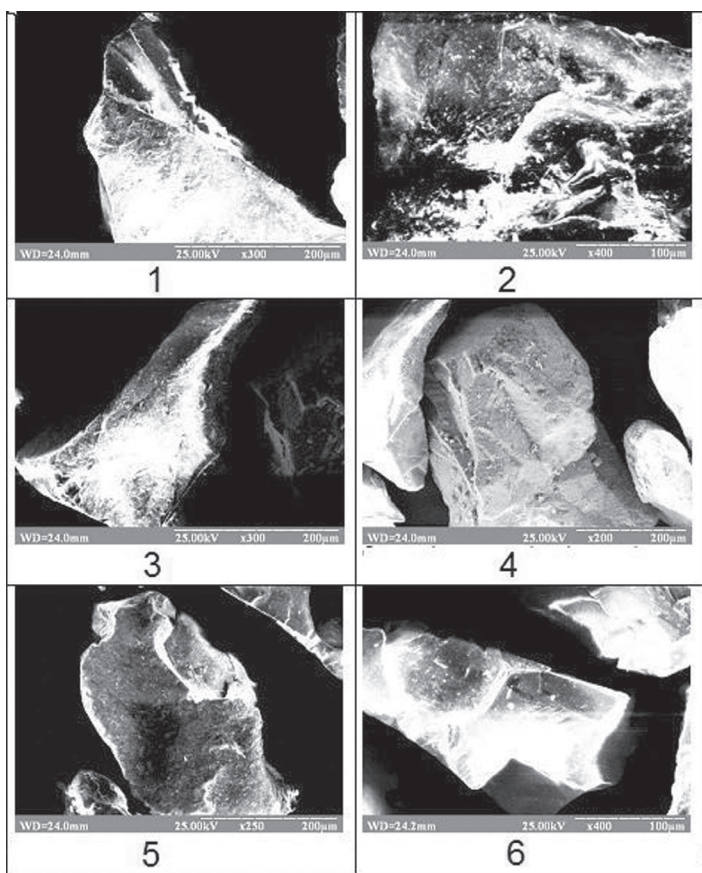 WD=24.0mm 25.00kV x300 200µm
1
WD=24.0mm 25.00kV x400 100µm
2
WD=24.0mm 25.00kV x300 200µm
3
WD=24.0mm 25.00kV x200 200µm
4
WD=24.0mm 25.00kV x250 200µm
5
WD=24.2mm 25.00kV x400 100µm
6